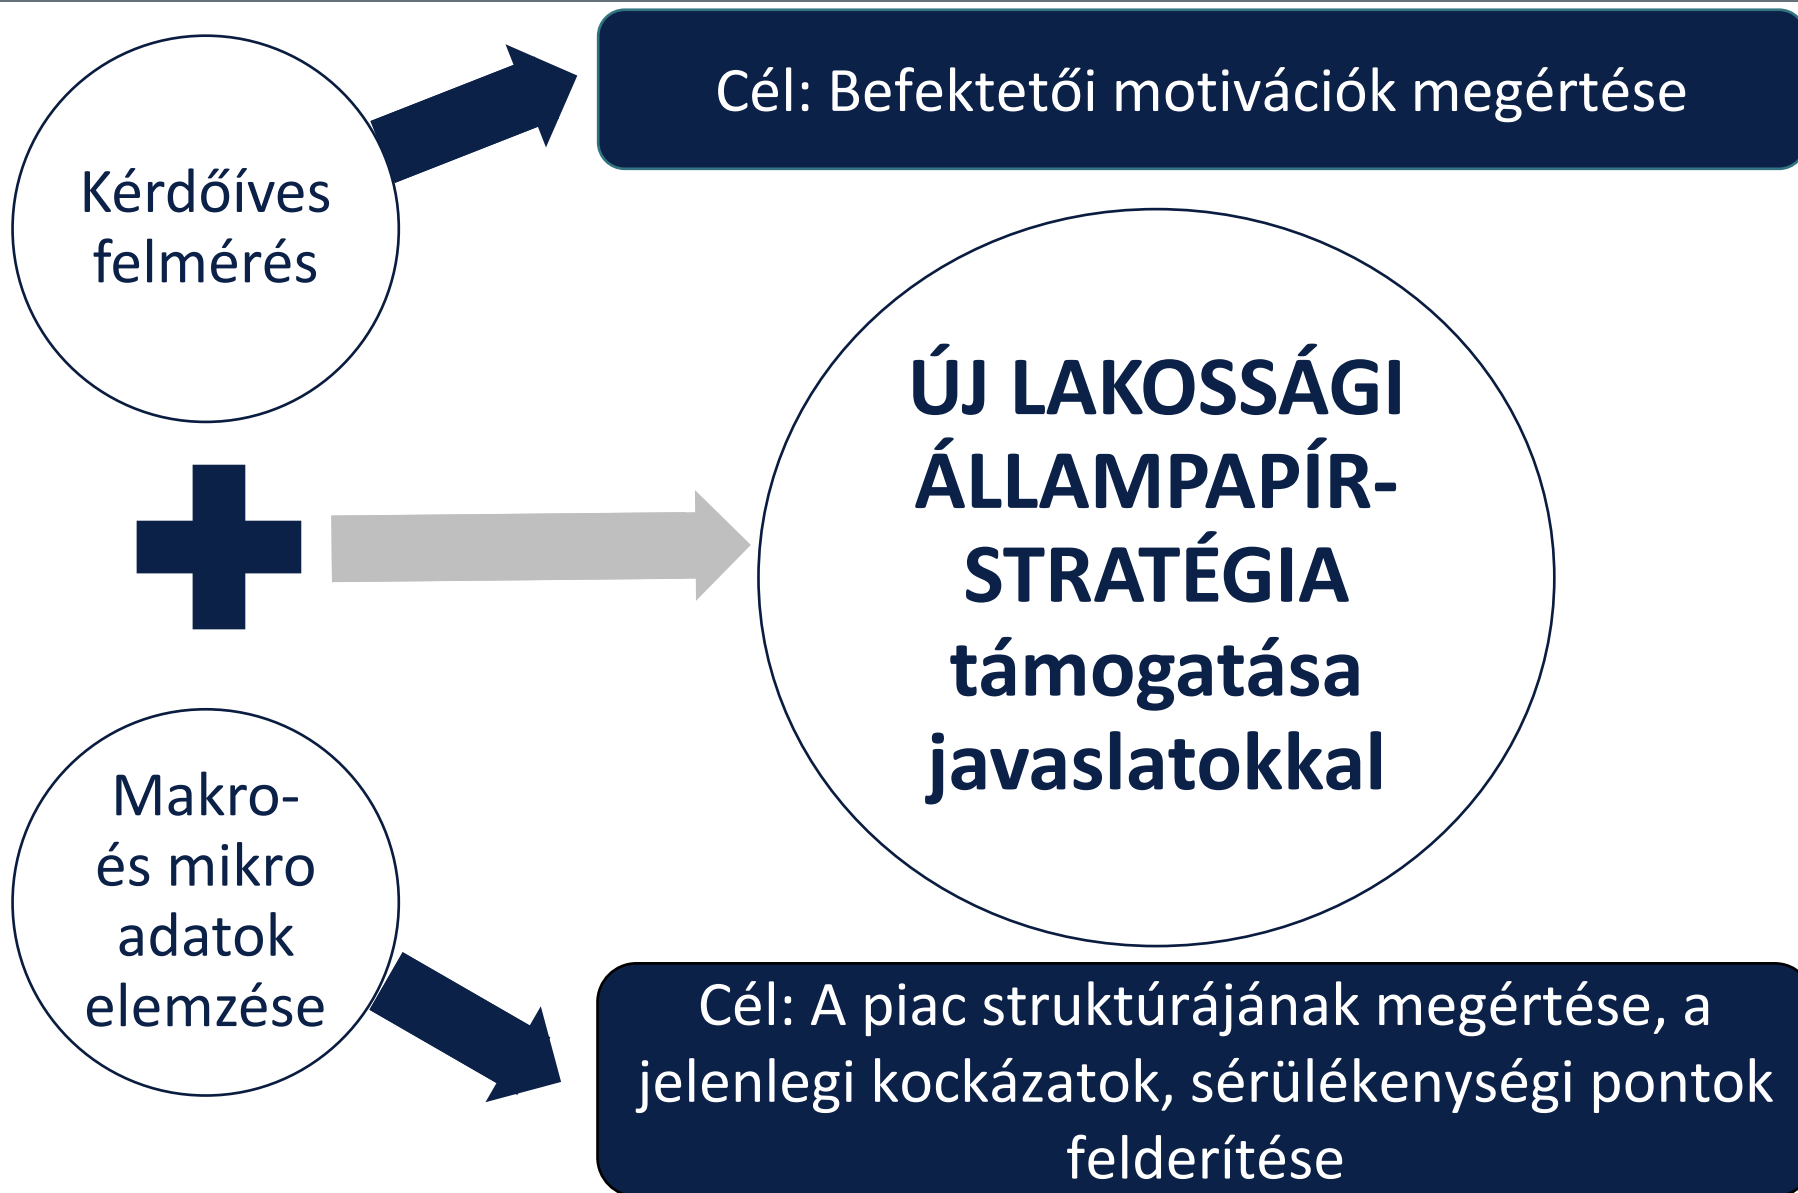 Cél: Befektetői motivációk megértése
Kérdőíves
felmérés
ÚJ LAKOSSÁGI
ÁLLAMPAPÍR-
STRATÉGIA
támogatása
javaslatokkal
Makro-
és mikro
adatok
elemzése
Cél: A piac struktúrájának megértése, a
jelenlegi kockázatok, sérülékenységi pontok
felderítése